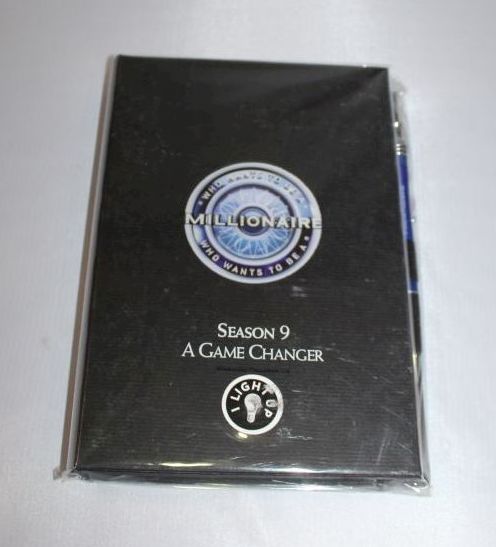 WHO WANTS TO BE A
MILLIONAIRE
WHO WANTS TO BE A
SEASON 9
A GAME CHANGER
I LIGHT UP